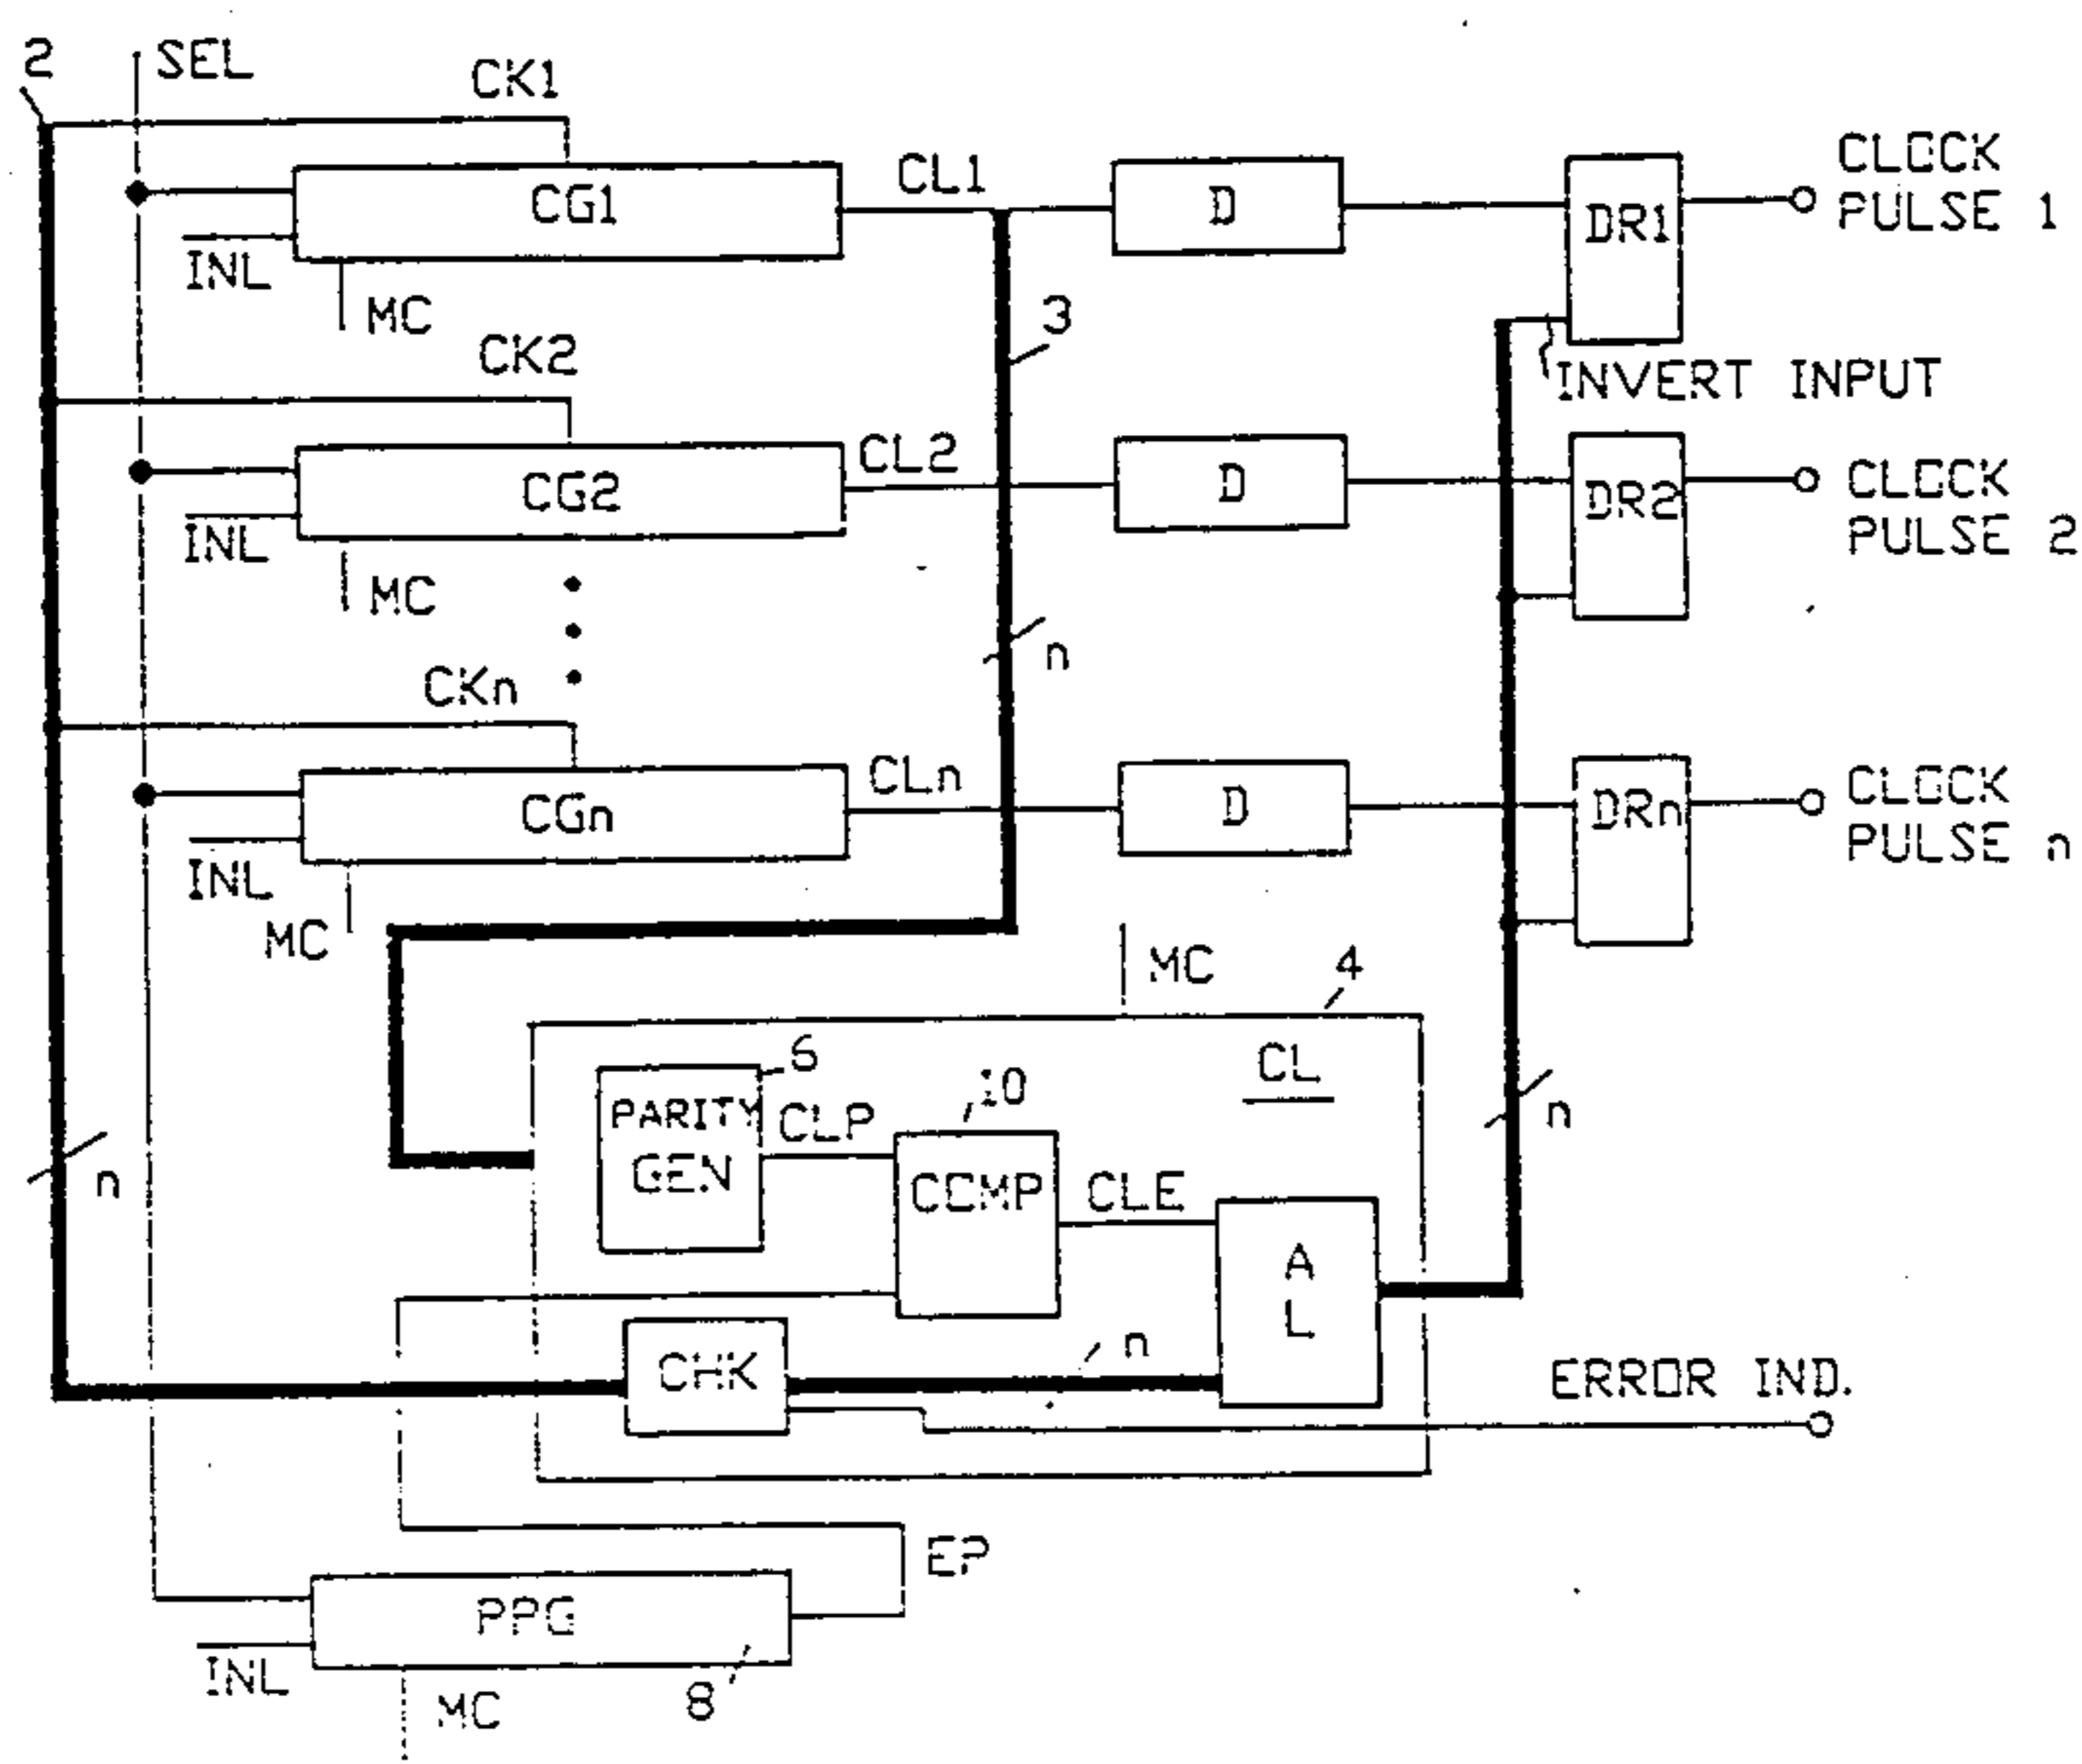 2
SEL
CK1
CG1
CL1
D
DR1
CLOCK
PULSE 1
INL
MC
3
INVERT INPUT
CK2
CG2
CL2
D
DR2
CLOCK
PULSE 2
INL
MC
n
CKn
CGn
CLn
D
DRn
CLOCK
PULSE n
INL
MC
MC
4
6
PARITY
GEN
CLP
10
COMP
CL
CLE
A
L
n
n
CHK
n
ERROR IND.
EP
PPG
INL
MC
8